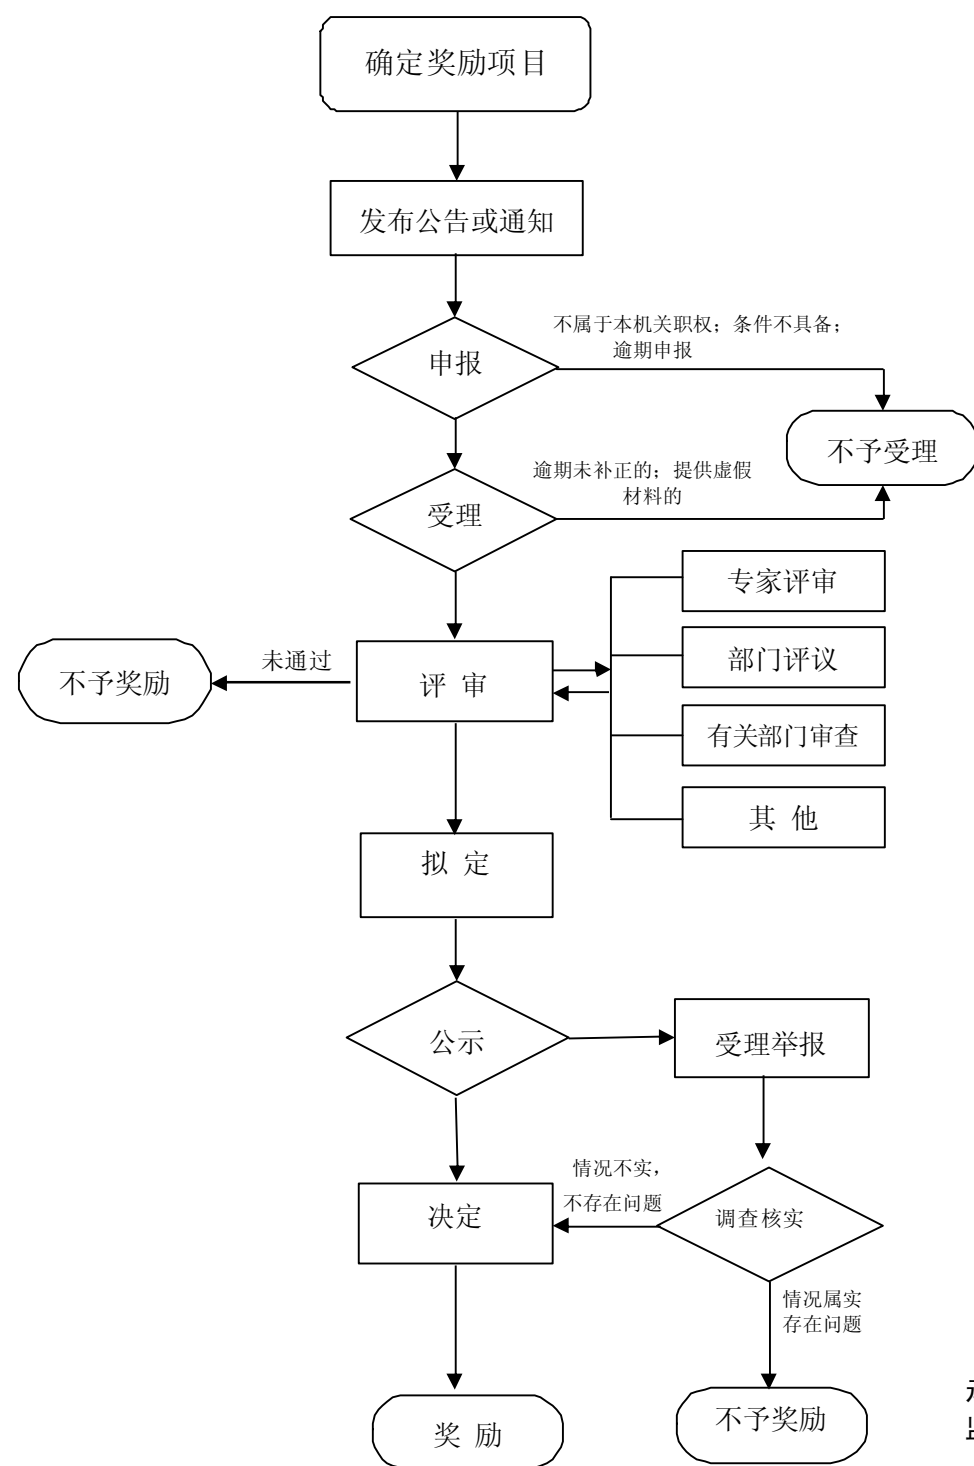 确定奖励项目
发布公告或通知
不属于本机关职权；条件不具备；
逾期申报
申报
不予受理
逾期未补正的；提供虚假
材料的
受理
专家评审
部门评议
未通过
不予奖励
评 审
有关部门审查
其 他
拟 定
公示
受理举报
情况不实，
不存在问题
决定
调查核实
情况属实
存在问题
奖 励
不予奖励